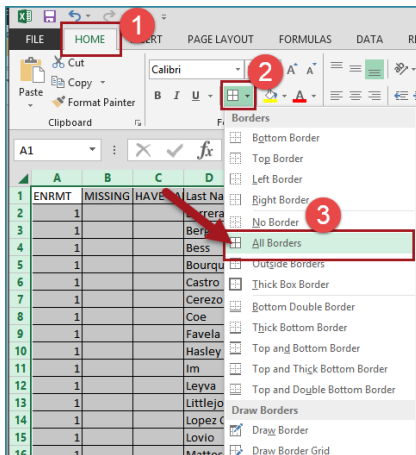 1
FILE HOME ERT PAGE LAYOUT FORMULAS DATA
Cut
Copy
Format Painter
Paste
Clipboard
Calibri
2
A A
B I U A
Borders
Bottom Border
Top Border
Left Border
Right Border
No Border
3
All Borders
Outside Borders
Thick Box Border
Bottom Double Border
Thick Bottom Border
Top and Bottom Border
Top and Thick Bottom Border
Top and Double Bottom Border
Draw Borders
Draw Border
Draw Border Grid
A1 fx
A B C D
1 ENRMT MISSING HAVE Last Na
2 1 rrera
3 1 Berg
4 1 Bess
5 1 Bourqu
6 1 Castro
7 1 Cerezo
8 1 Coe
9 1 Favela
10 1 Hasley
11 1 Im
12 1 Leyva
13 1 Littlejo
14 1 Lopez
15 1 Lovio
16 1 Mattos